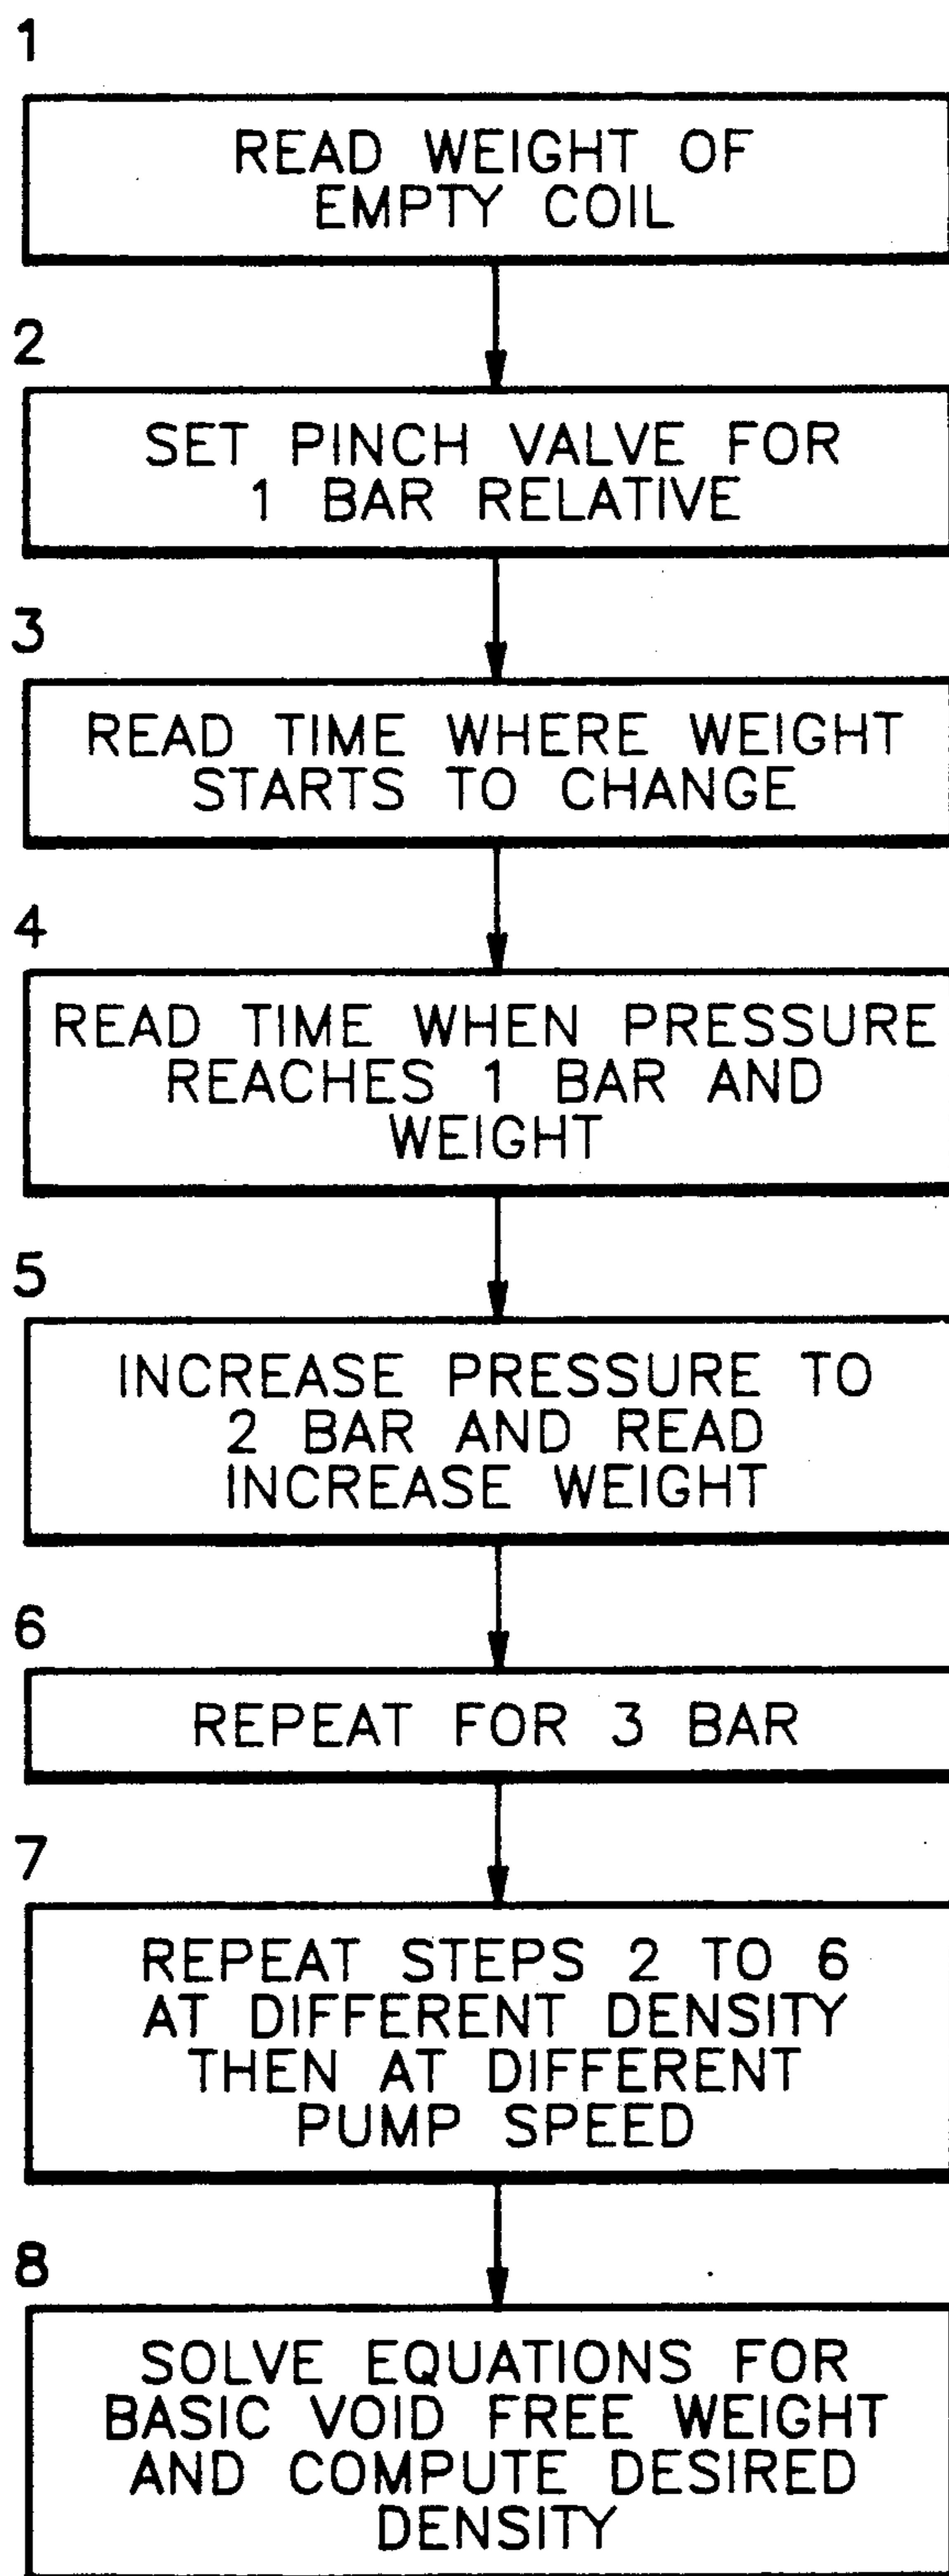 1
READ WEIGHT OF
EMPTY COIL
2
SET PINCH VALVE FOR
1 BAR RELATIVE
3
READ TIME WHERE WEIGHT
STARTS TO CHANGE
4
READ TIME WHEN PRESSURE
REACHES 1 BAR AND
WEIGHT
5
INCREASE PRESSURE TO
2 BAR AND READ
INCREASE WEIGHT
6
REPEAT FOR 3 BAR
7
REPEAT STEPS 2 TO 6
AT DIFFERENT DENSITY
THEN AT DIFFERENT
PUMP SPEED
8
SOLVE EQUATIONS FOR
BASIC VOID FREE WEIGHT
AND COMPUTE DESIRED
DENSITY